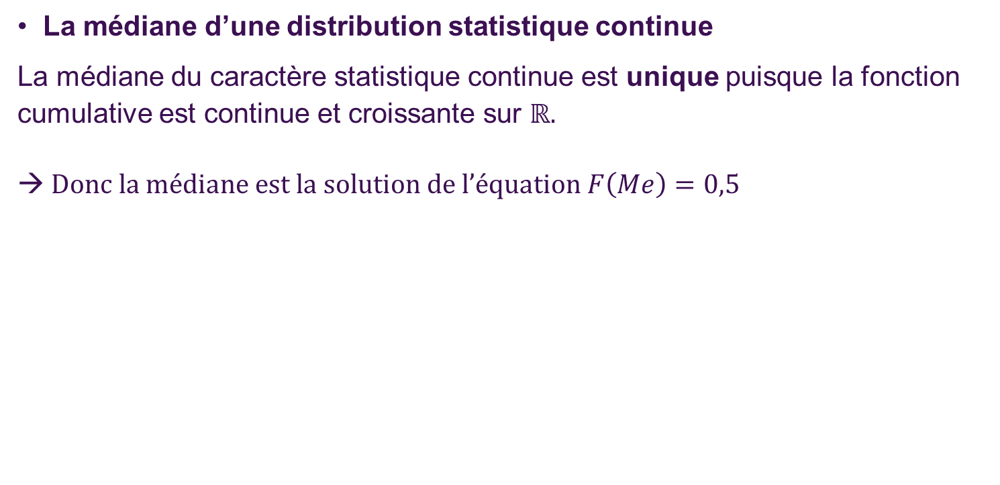 • La médiane d’une distribution statistique continue
La médiane du caractère statistique continue est unique puisque la fonction
cumulative est continue et croissante sur ℝ.
→ Donc la médiane est la solution de l’équation 𝐹(𝑀𝑒) = 0,5